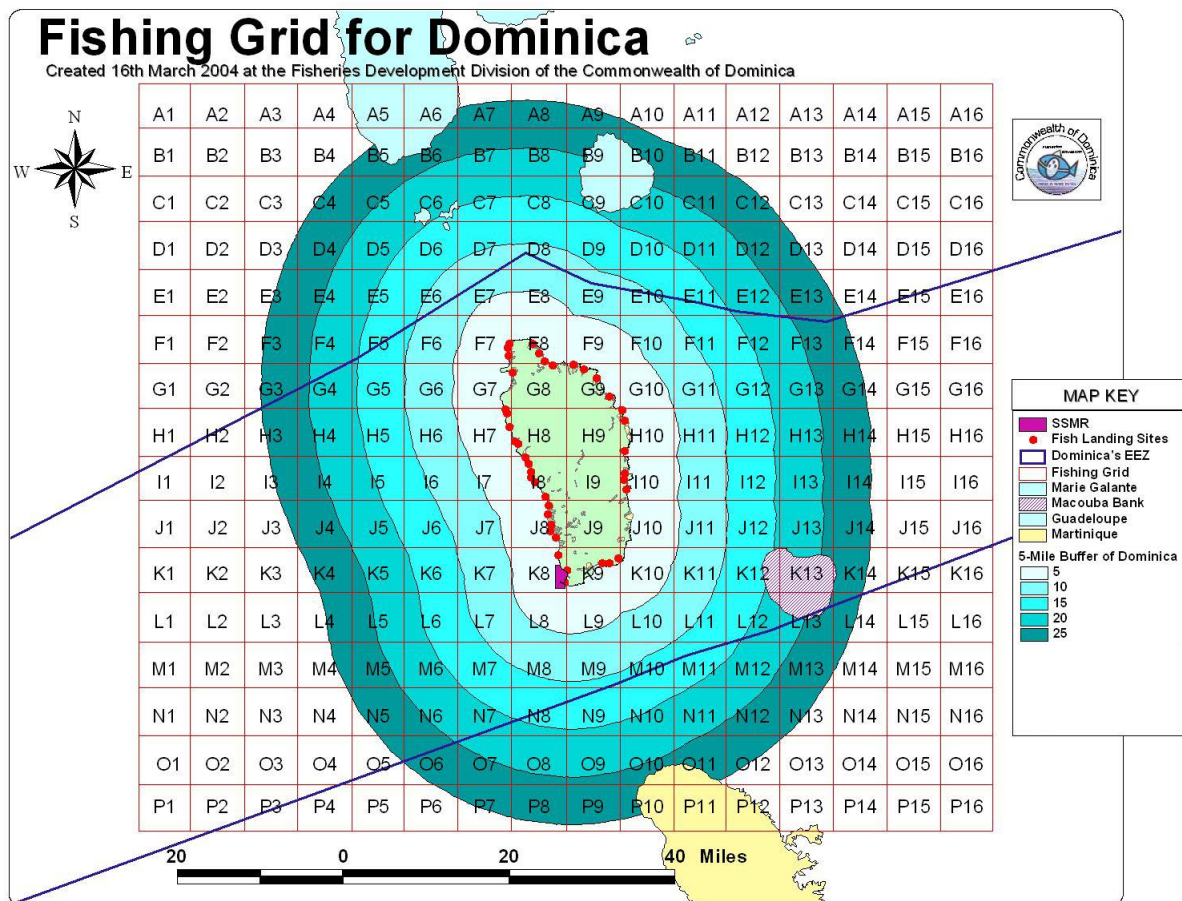 Fishing Grid for Dominica
Created 16th March 2004 at the Fisheries Development Division of the Commonwealth of Dominica
N
W E
S
A1 A2 A3 A4 A5 A6 A7 A8 A9 A10 A11 A12 A13 A14 A15 A16
B1 B2 B3 B4 B5 B6 B7 B8 B9 B10 B11 B12 B13 B14 B15 B16
C1 C2 C3 C4 C5 C6 C7 C8 C9 C10 C11 C12 C13 C14 C15 C16
D1 D2 D3 D4 D5 D6 D7 D8 D9 D10 D11 D12 D13 D14 D15 D16
E1 E2 E3 E4 E5 E6 E7 E8 E9 E10 E11 E12 E13 E14 E15 E16
F1 F2 F3 F4 F5 F6 F7 F8 F9 F10 F11 F12 F13 F14 F15 F16
G1 G2 G3 G4 G5 G6 G7 G8 G9 G10 G11 G12 G13 G14 G15 G16
H1 H2 H3 H4 H5 H6 H7 H8 H9 H10 H11 H12 H13 H14 H15 H16
I1 I2 I3 I4 I5 I6 I7 I8 I9 I10 I11 I12 I13 I14 I15 I16
J1 J2 J3 J4 J5 J6 J7 J8 J9 J10 J11 J12 J13 J14 J15 J16
K1 K2 K3 K4 K5 K6 K7 K8 K9 K10 K11 K12 K13 K14 K15 K16
L1 L2 L3 L4 L5 L6 L7 L8 L9 L10 L11 L12 L13 L14 L15 L16
M1 M2 M3 M4 M5 M6 M7 M8 M9 M10 M11 M12 M13 M14 M15 M16
N1 N2 N3 N4 N5 N6 N7 N8 N9 N10 N11 N12 N13 N14 N15 N16
O1 O2 O3 O4 O5 O6 O7 O8 O9 O10 O11 O12 O13 O14 O15 O16
P1 P2 P3 P4 P5 P6 P7 P8 P9 P10 P11 P12 P13 P14 P15 P16
20 0 20 40 Miles
Commonwealth of Dominica
MAP KEY
SSMR
Fish Landing Sites
Dominica's EEZ
Fishing Grid
Marie Galante
Macouba Bank
Guadeloupe
Martinique
5-Mile Buffer of Dominica
5
10
15
20
25